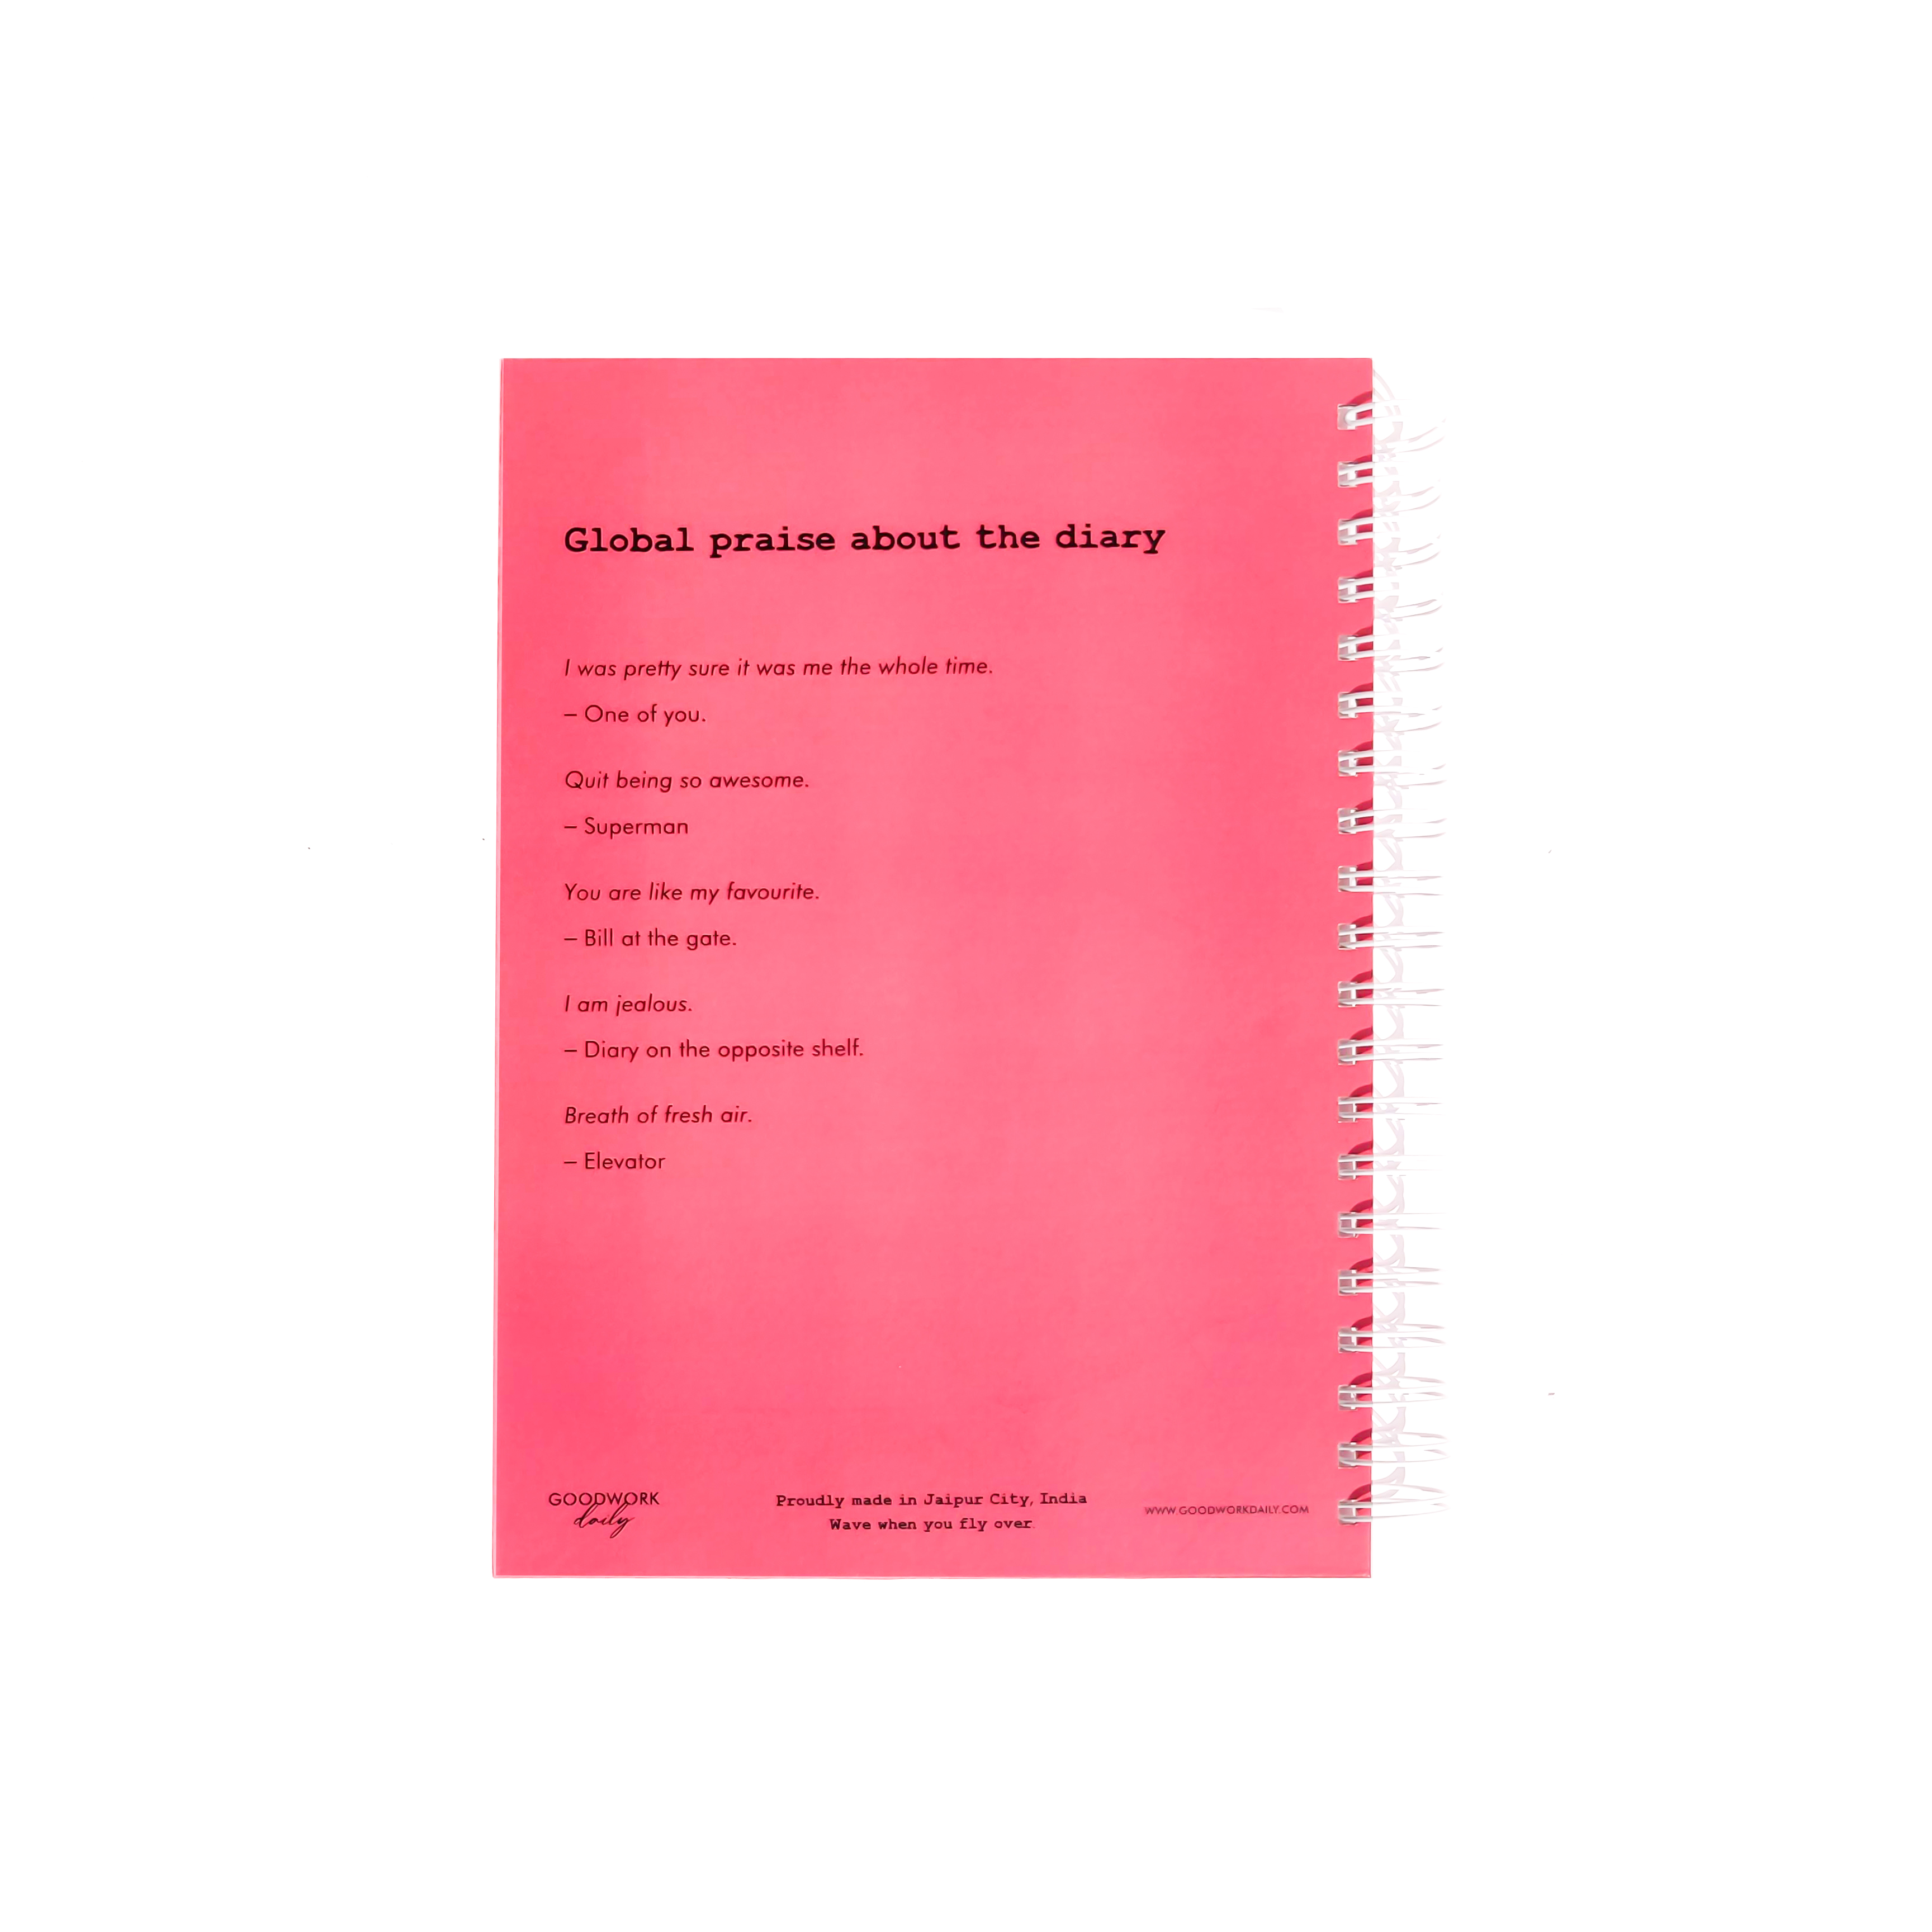 Global praise about the diary
I was pretty sure it was me the whole time.
– One of you.
Quit being so awesome.
– Superman
You are like my favourite.
– Bill at the gate.
I am jealous.
– Diary on the opposite shelf.
Breath of fresh air.
– Elevator
GOODWORK
daily
Proudly made in Jaipur City, India
Wave when you fly over
WWW.GOODWORKDAILY.COM